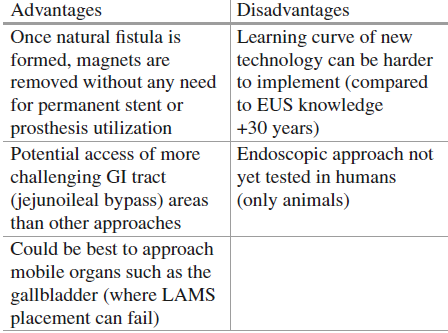 Advantages
Disadvantages
Once natural fistula is
formed, magnets are
removed without any need
for permanent stent or
prosthesis utilization
Learning curve of new
technology can be harder
to implement (compared
to EUS knowledge
+30 years)
Potential access of more
challenging GI tract
(jejunoileal bypass) areas
than other approaches
Endoscopic approach not
yet tested in humans
(only animals)
Could be best to approach
mobile organs such as the
gallbladder (where LAMS
placement can fail)